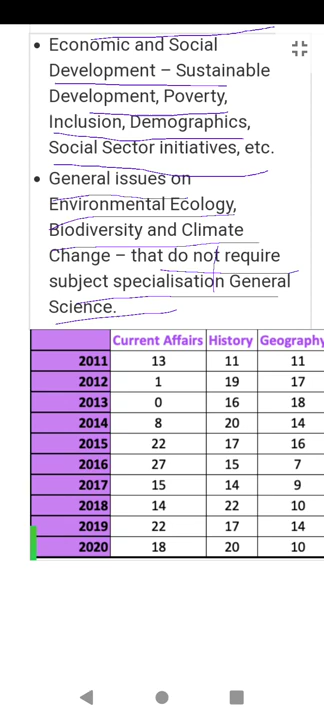 • Economic and Social
Development – Sustainable
Development, Poverty,
Inclusion, Demographics,
Social Sector initiatives, etc.
• General issues on
Environmental Ecology,
Biodiversity and Climate
Change – that do not require
subject specialisation General
Science.
Current Affairs History Geography
2011 13 11 11
2012 1 19 17
2013 0 16 18
2014 8 20 14
2015 22 17 16
2016 27 15 7
2017 15 14 9
2018 14 22 10
2019 22 17 14
2020 18 20 10